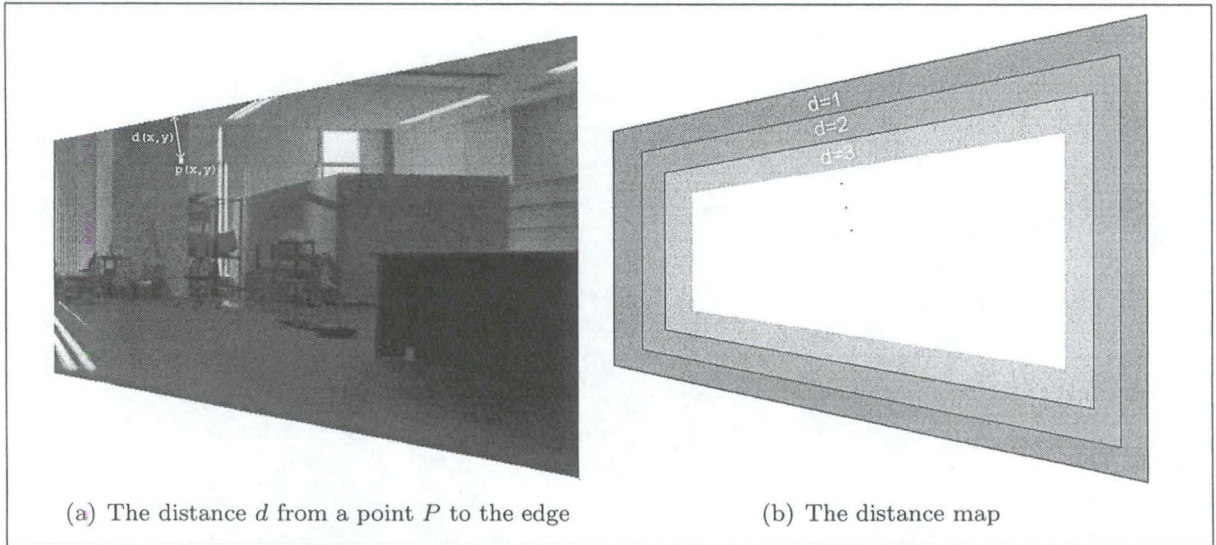 d(x,y)
p(x,y)
d=1
d=2
d=3
(a) The distance d from a point P to the edge
(b) The distance map